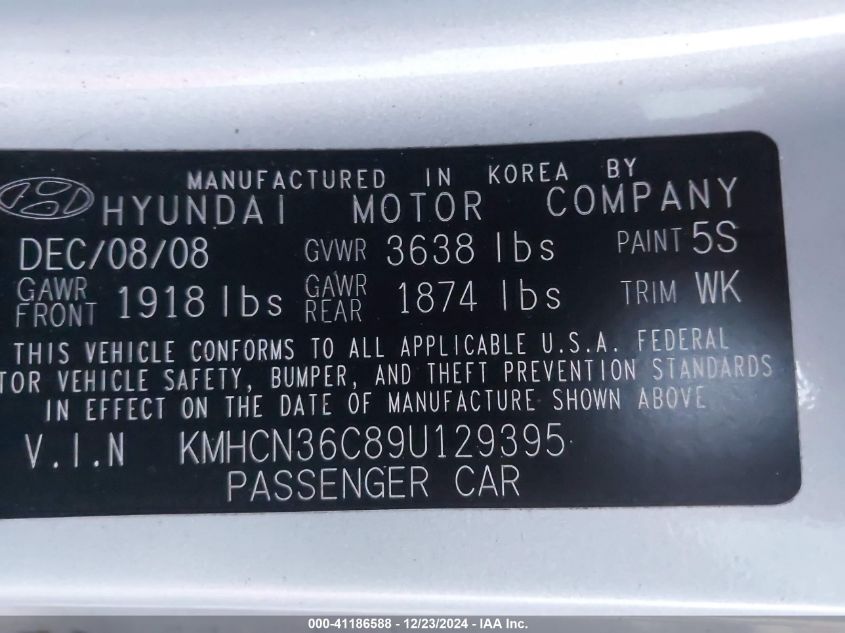 MANUFACTURED IN KOREA BY
HYUNDAI MOTOR COMPANY
DEC/08/08 GVWR 3638 lbs PAINT 5S
GAWR FRONT 1918 lbs GAWR REAR 1874 lbs TRIM WK
THIS VEHICLE CONFORMS TO ALL APPLICABLE U.S.A. FEDERAL
TOR VEHICLE SAFETY, BUMPER, AND THEFT PREVENTION STANDARDS
IN EFFECT ON THE DATE OF MANUFACTURE SHOWN ABOVE
V.I.N KMHCN36C89U129395
PASSENGER CAR
000-41186588 - 12/23/2024 - IAA Inc.